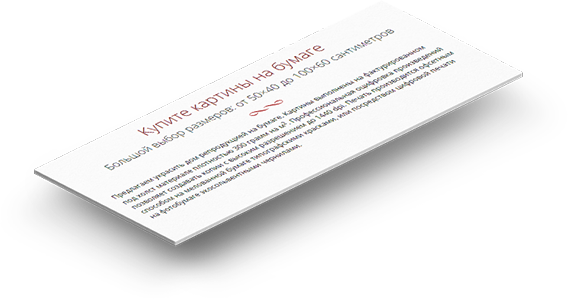 Купите картины на бумаге
Большой выбор размеров: от 50×40 до 100×60 сантиметров
Предлагаем украсить дом репродукцией на бумаге. Картины выполнены на фактурированном
под холст материале плотностью 300 грамм на м². Профессиональная оцифровка произведений
позволяет создавать копии с высоким разрешением до 1440 dpi. Печать производится офсетным
способом на мелованной бумаге типографскими красками, или посредством цифровой печати
на фотобумаге экосольвентными чернилами.